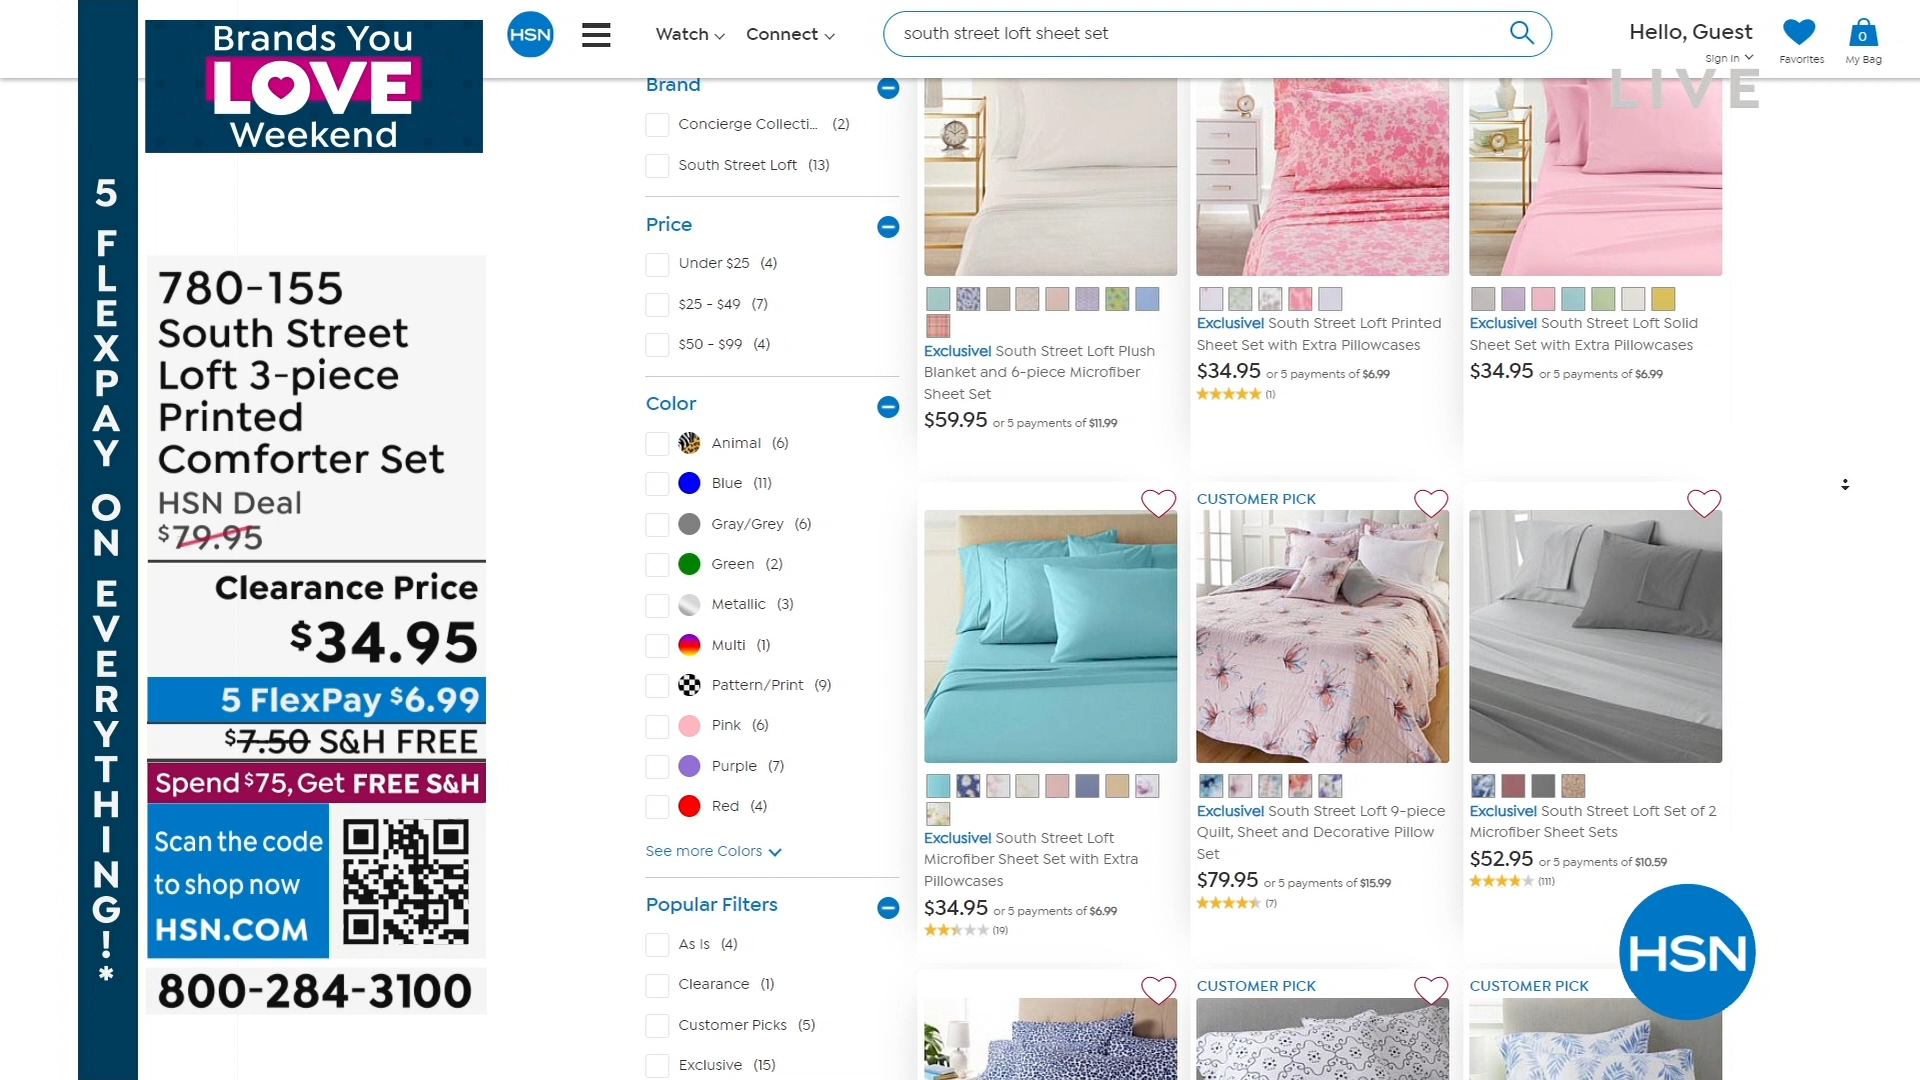 5 FLEXPAY ON EVERYTHING!*
Brands You
LOVE
Weekend
780-155
South Street
Loft 3-piece
Printed
Comforter Set
HSN Deal
$79.95
Clearance Price
$34.95
5 FlexPay $6.99
$7.50 S&H FREE
Spend $75, Get FREE S&H
Scan the code
to shop now
HSN.COM
800-284-3100
HSN
Watch
Connect
south street loft sheet set
Hello, Guest
Sign In
Favorites
0
My Bag
LIVE
Brand
Concierge Collecti... (2)
South Street Loft (13)
Price
Under $25 (4)
$25 - $49 (7)
$50 - $99 (4)
Color
Animal (6)
Blue (11)
Gray/Grey (6)
Green (2)
Metallic (3)
Multi (1)
Pattern/Print (9)
Pink (6)
Purple (7)
Red (4)
See more Colors
Popular Filters
As Is (4)
Clearance (1)
Customer Picks (5)
Exclusive (15)
Exclusive! South Street Loft Plush
Blanket and 6-piece Microfiber
Sheet Set
$59.95 or 5 payments of $11.99
Exclusive! South Street Loft Printed
Sheet Set with Extra Pillowcases
$34.95 or 5 payments of $6.99
(1)
Exclusive! South Street Loft Solid
Sheet Set with Extra Pillowcases
$34.95 or 5 payments of $6.99
Exclusive! South Street Loft
Microfiber Sheet Set with Extra
Pillowcases
$34.95 or 5 payments of $6.99
(19)
CUSTOMER PICK
Exclusive! South Street Loft 9-piece
Quilt, Sheet and Decorative Pillow
Set
$79.95 or 5 payments of $15.99
(7)
Exclusive! South Street Loft Set of 2
Microfiber Sheet Sets
$52.95 or 5 payments of $10.59
(111)
CUSTOMER PICK
CUSTOMER PICK
HSN